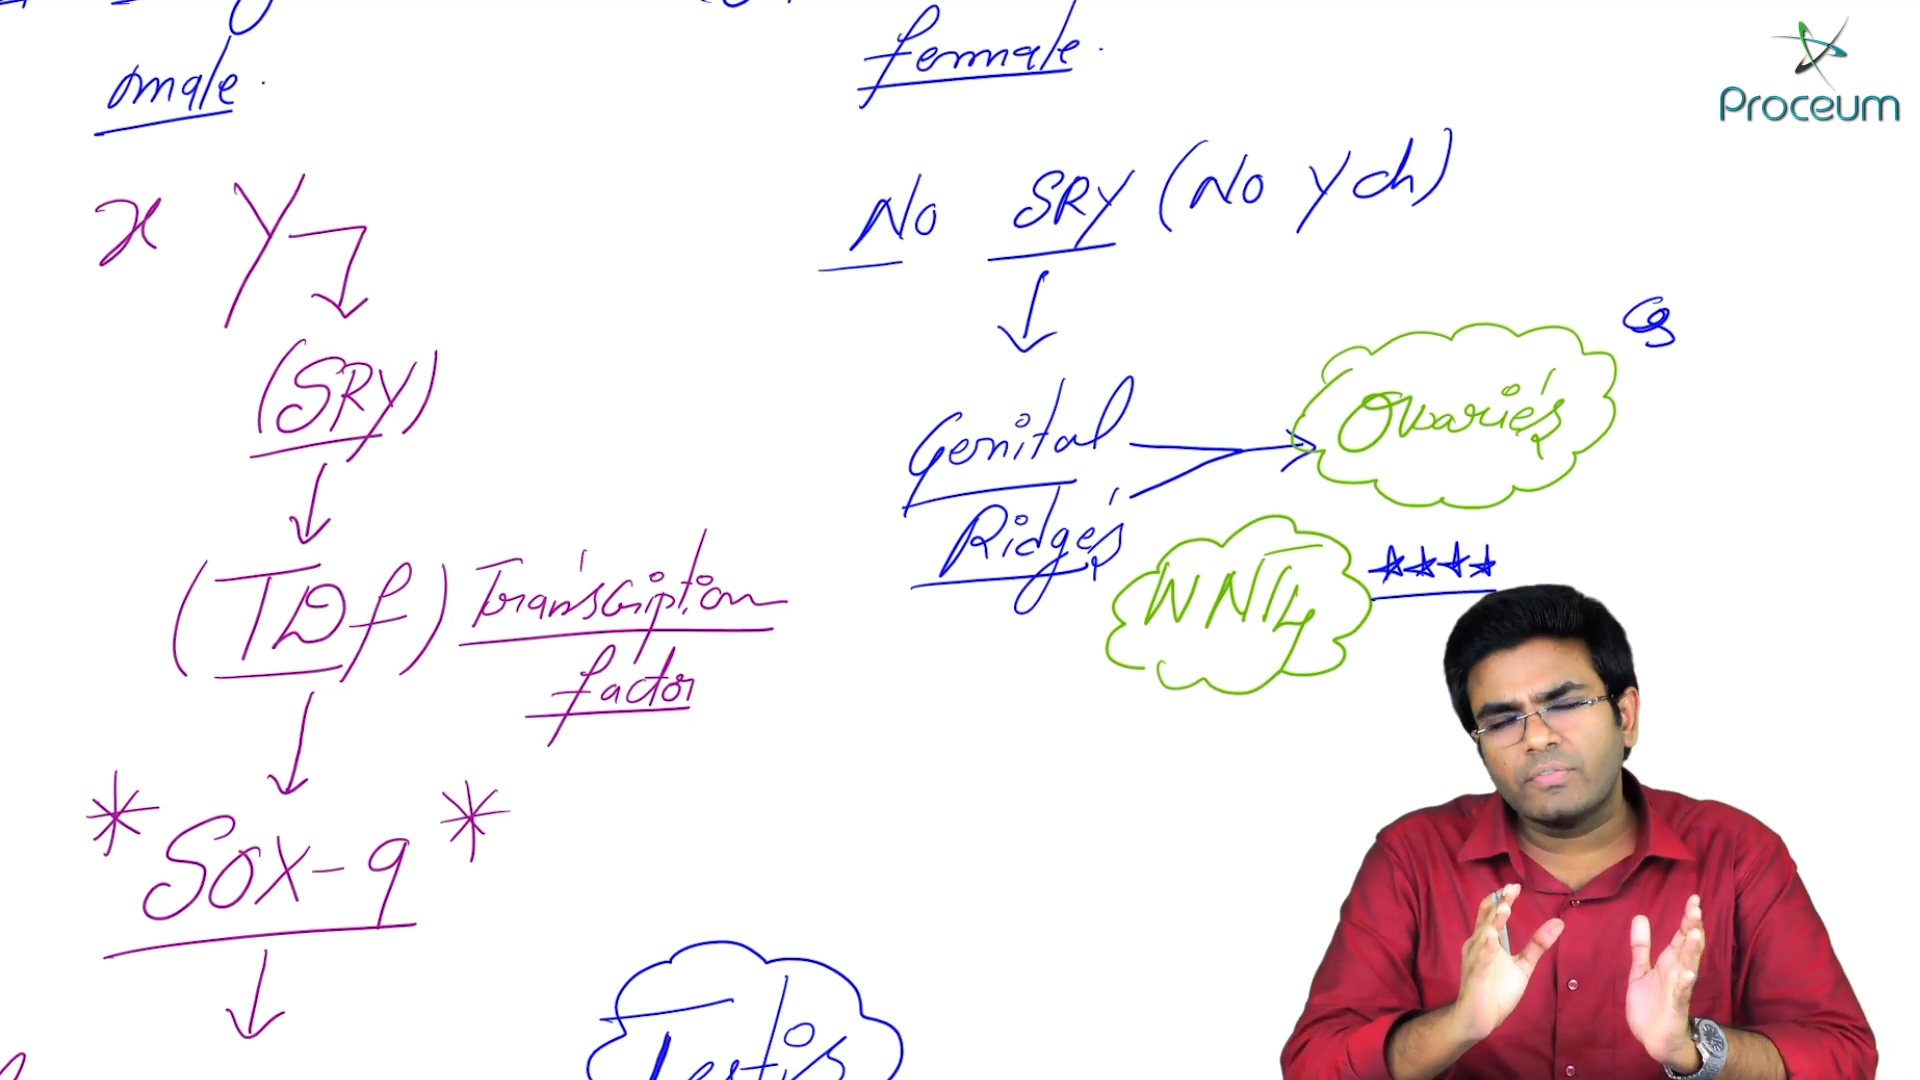 male.
female.
Proceum
x Y
No SRY (No Y ch)
(SRY)
Genital
Ridges
Ovaries
WNT4
(TDf) Transcription
factor
* Sox-9 *
Testis